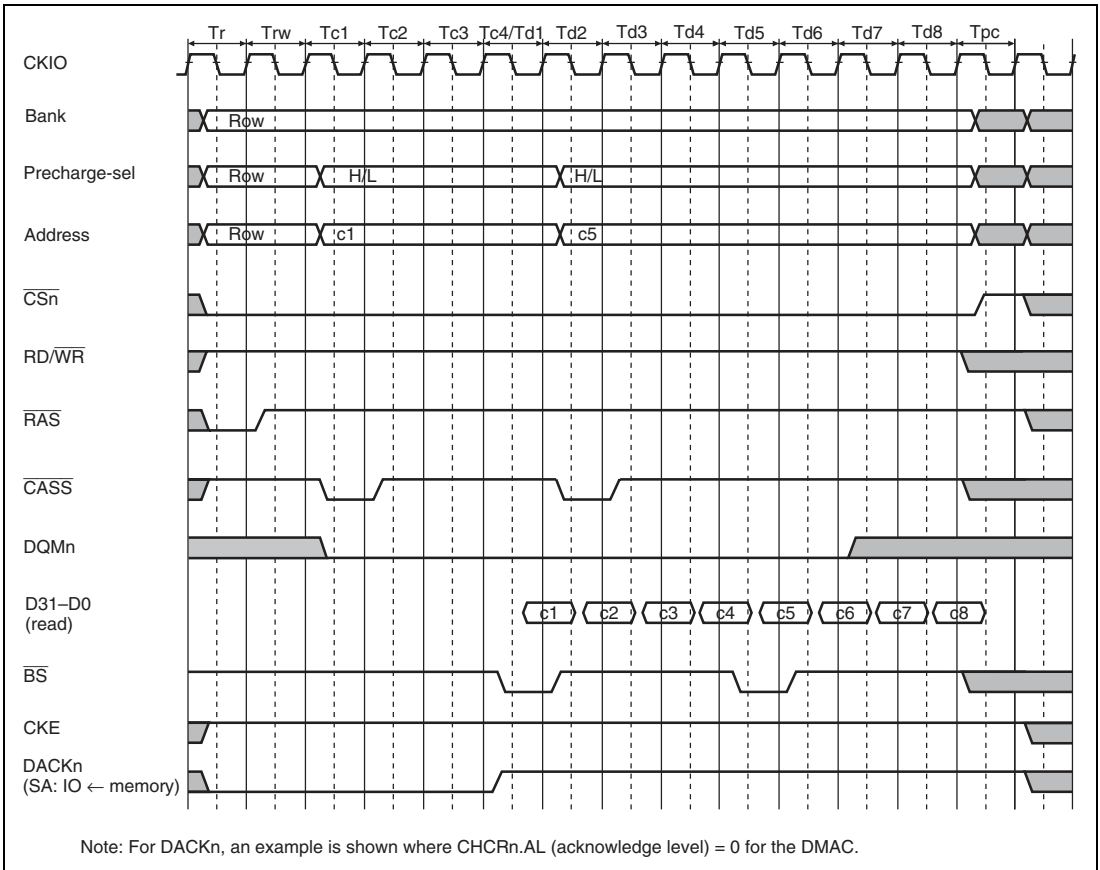 Tr Trw Tc1 Tc2 Tc3 Tc4/Td1 Td2 Td3 Td4 Td5 Td6 Td7 Td8 Tpc
CKIO
Bank Row
Precharge-sel Row H/L H/L
Address Row c1 c5
CSn
RD/WR
RAS
CASS
DQMn
D31–D0
(read) c1 c2 c3 c4 c5 c6 c7 c8
BS
CKE
DACKn
(SA: IO ← memory)
Note: For DACKn, an example is shown where CHCRn.AL (acknowledge level) = 0 for the DMAC.